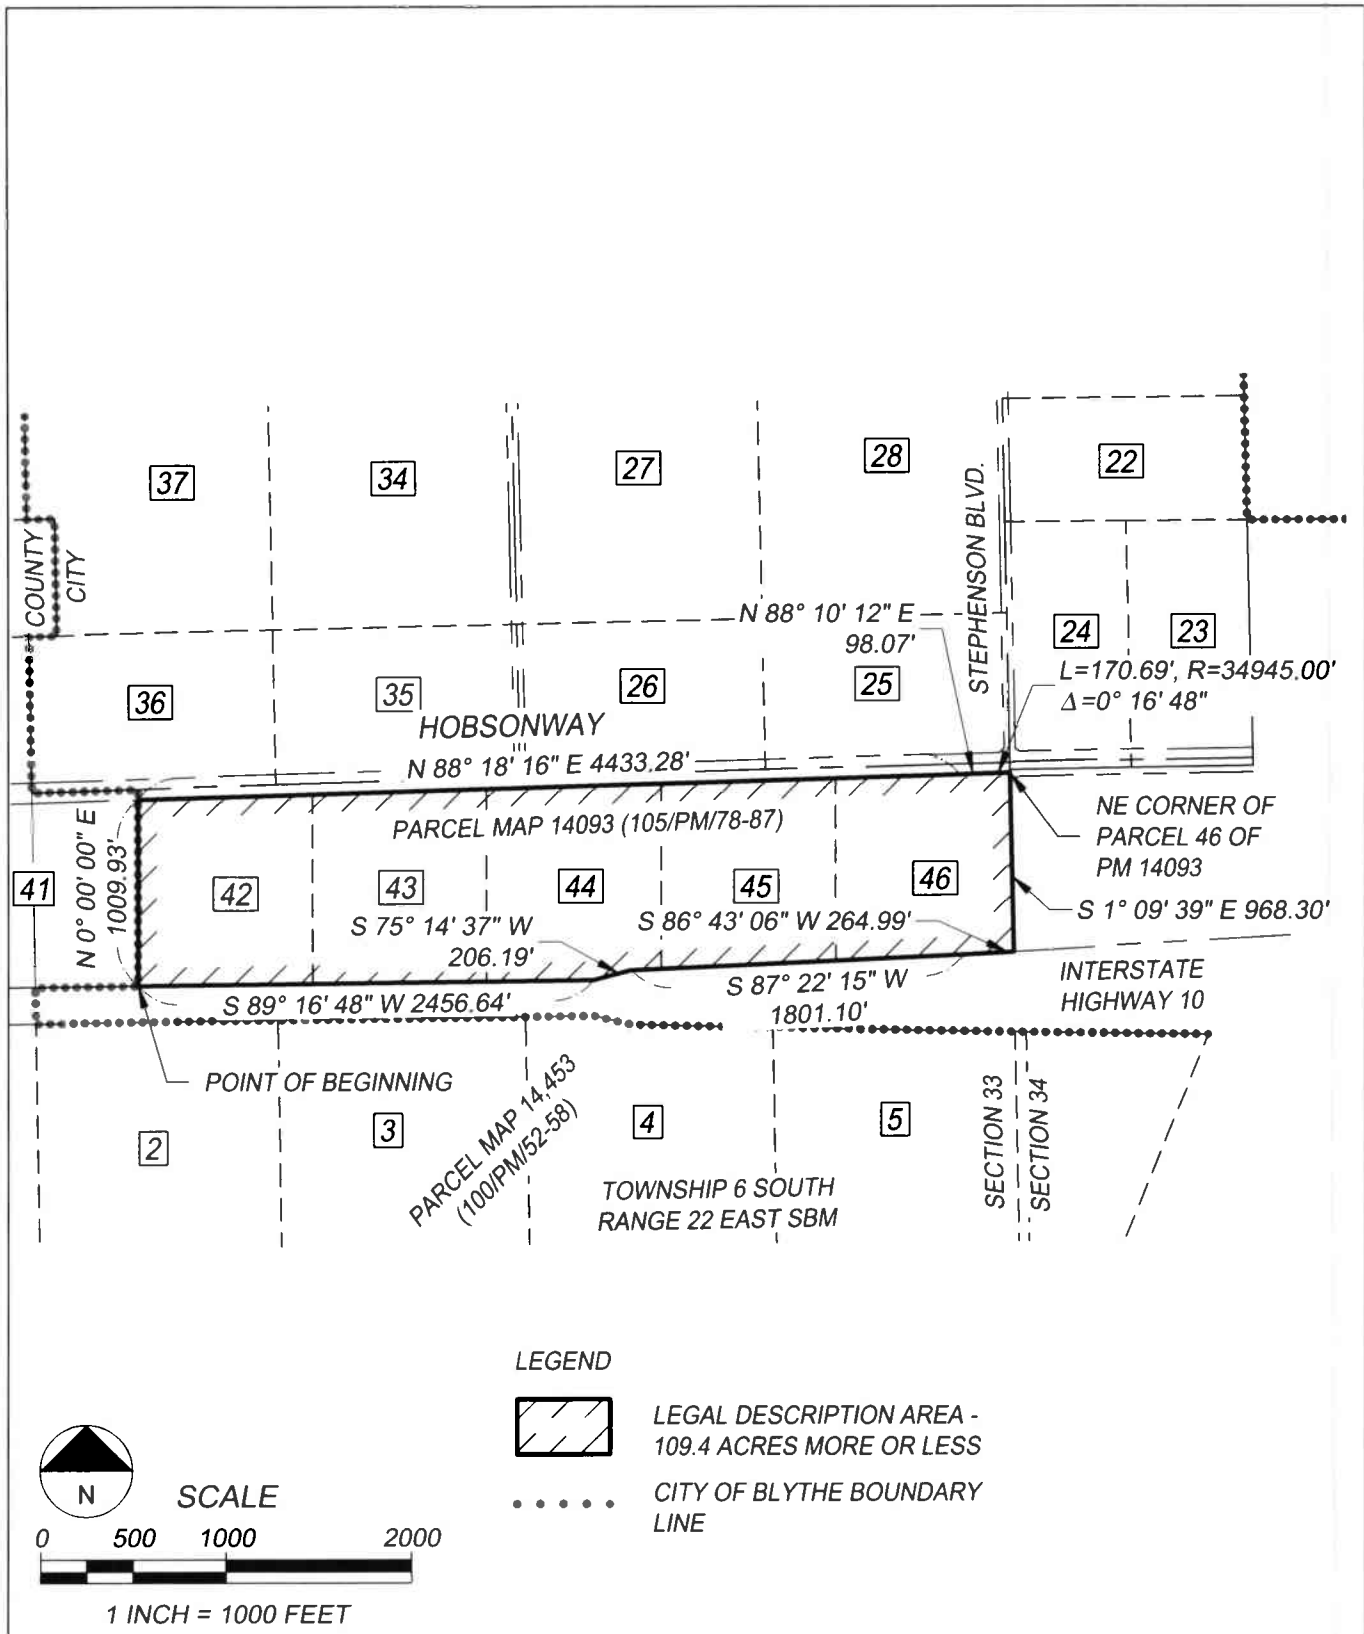 37
34
27
28
22
COUNTY
CITY
STEPHENSON BLVD.
N 88° 10' 12" E
98.07'
24
23
L=170.69', R=34945.00'
Δ=0° 16' 48"
36
35
26
25
HOBSONWAY
N 88° 18' 16" E 4433.28'
PARCEL MAP 14093 (105/PM/78-87)
NE CORNER OF
PARCEL 46 OF
PM 14093
N 0° 00' 00" E
1009.93'
41
42
43
44
45
46
S 75° 14' 37" W
206.19'
S 86° 43' 06" W 264.99'
S 1° 09' 39" E 968.30'
S 89° 16' 48" W 2456.64'
S 87° 22' 15" W
1801.10'
INTERSTATE
HIGHWAY 10
POINT OF BEGINNING
2
3
PARCEL MAP 14,453
(100/PM/52-58)
4
5
SECTION 33
SECTION 34
TOWNSHIP 6 SOUTH
RANGE 22 EAST SBM
LEGEND
LEGAL DESCRIPTION AREA -
109.4 ACRES MORE OR LESS
CITY OF BLYTHE BOUNDARY
LINE
N
SCALE
0 500 1000 2000
1 INCH = 1000 FEET